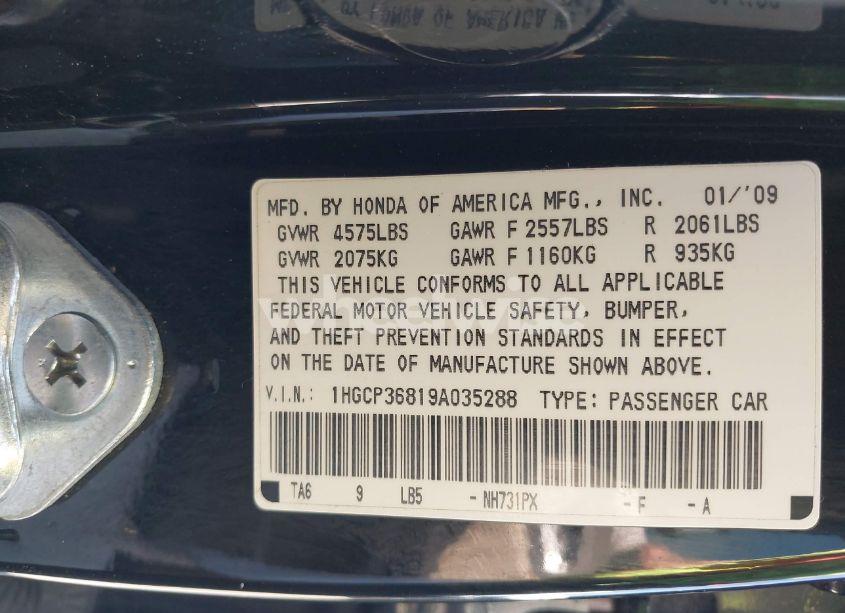 MFD. BY HONDA OF AMERICA MFG., INC. 01/'09
GVWR 4575LBS GAWR F 2557LBS R 2061LBS
GVWR 2075KG GAWR F 1160KG R 935KG
THIS VEHICLE CONFORMS TO ALL APPLICABLE
FEDERAL MOTOR VEHICLE SAFETY, BUMPER,
AND THEFT PREVENTION STANDARDS IN EFFECT
ON THE DATE OF MANUFACTURE SHOWN ABOVE.
V.I.N.: 1HGCP36819A035288 TYPE: PASSENGER CAR
TA6 9 LB5 -NH731PX -F -A